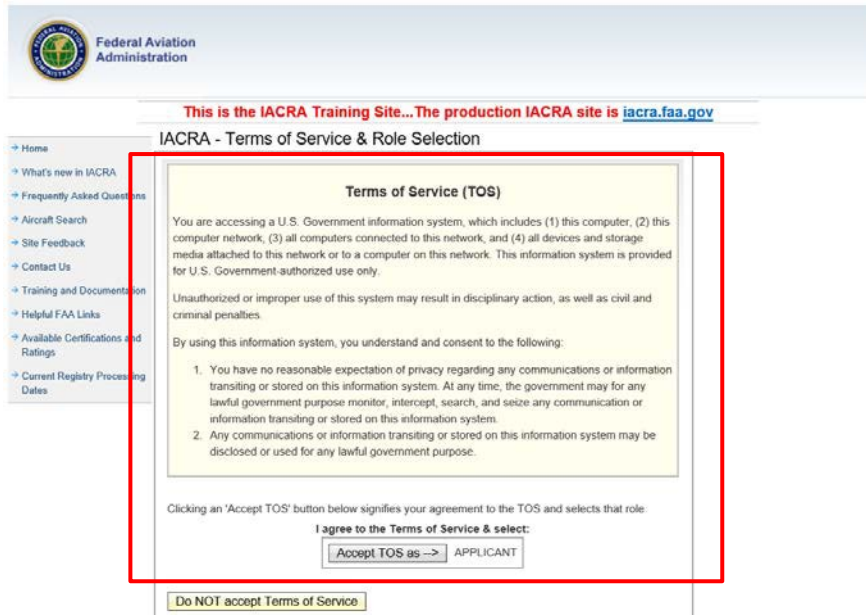 Federal Aviation
Administration
This is the IACRA Training Site...The production IACRA site is iacra.faa.gov
IACRA - Terms of Service & Role Selection
Home
What's new in IACRA
Frequently Asked Questions
Aircraft Search
Site Feedback
Contact Us
Training and Documentation
Helpful FAA Links
Available Certifications and
Ratings
Current Registry Processing
Dates
Terms of Service (TOS)
You are accessing a U.S. Government information system, which includes (1) this computer, (2) this
computer network, (3) all computers connected to this network, and (4) all devices and storage
media attached to this network or to a computer on this network. This information system is provided
for U.S. Government-authorized use only.
Unauthorized or improper use of this system may result in disciplinary action, as well as civil and
criminal penalties.
By using this information system, you understand and consent to the following:
1. You have no reasonable expectation of privacy regarding any communications or information
transiting or stored on this information system. At any time, the government may for any
lawful government purpose monitor, intercept, search, and seize any communication or
information transiting or stored on this information system.
2. Any communications or information transiting or stored on this information system may be
disclosed or used for any lawful government purpose.
Clicking an 'Accept TOS' button below signifies your agreement to the TOS and selects that role.
I agree to the Terms of Service & select:
Accept TOS as --> APPLICANT
Do NOT accept Terms of Service